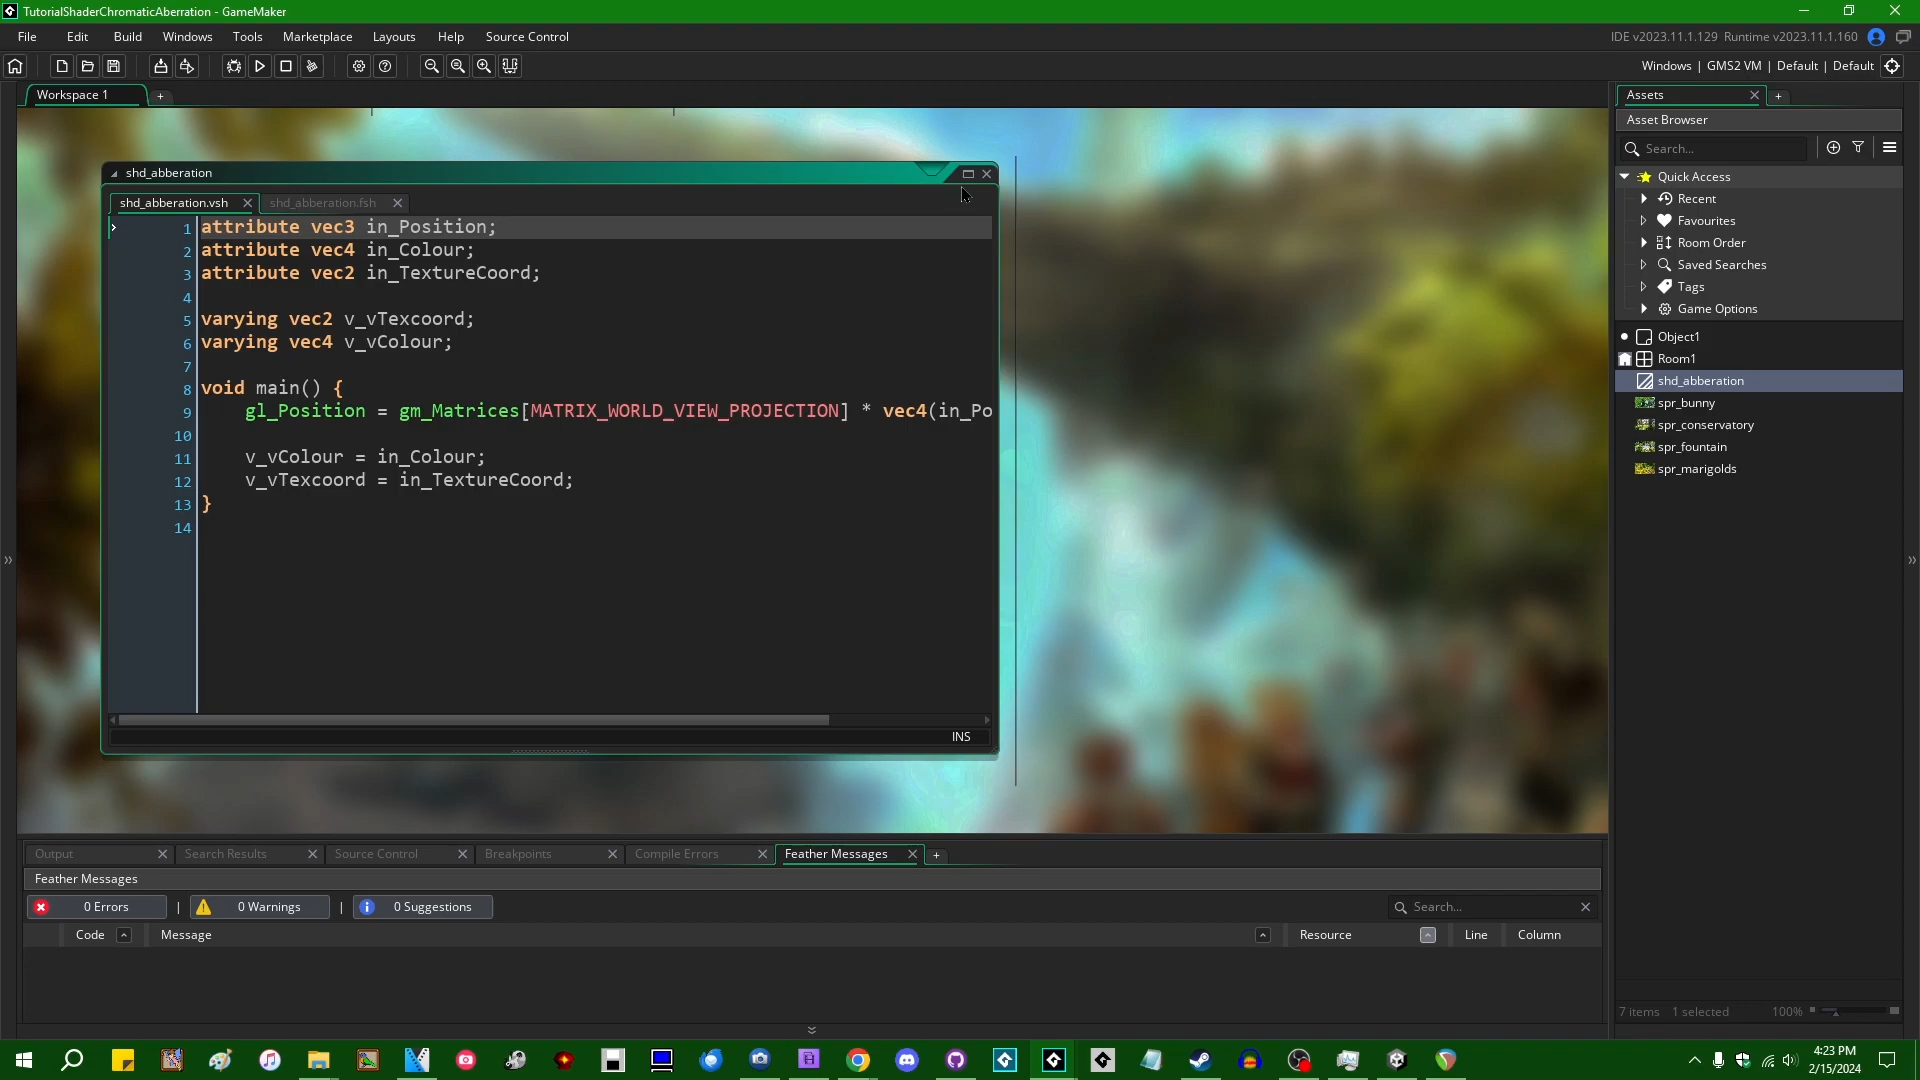 TutorialShaderChromaticAberration - GameMaker
File Edit Build Windows Tools Marketplace Layouts Help Source Control
IDE v2023.11.1.129 Runtime v2023.11.1.160
Windows | GMS2 VM | Default | Default
Workspace 1
shd_abberation
shd_abberation.vsh shd_abberation.fsh
1 attribute vec3 in_Position;
2 attribute vec4 in_Colour;
3 attribute vec2 in_TextureCoord;
4
5 varying vec2 v_vTexcoord;
6 varying vec4 v_vColour;
7
8 void main() {
9 gl_Position = gm_Matrices[MATRIX_WORLD_VIEW_PROJECTION] * vec4(in_Po
10
11 v_vColour = in_Colour;
12 v_vTexcoord = in_TextureCoord;
13 }
14
INS
Assets
Asset Browser
Search...
Quick Access
Recent
Favourites
Room Order
Saved Searches
Tags
Game Options
Object1
Room1
shd_abberation
spr_bunny
spr_conservatory
spr_fountain
spr_marigolds
7 items 1 selected 100%
Output Search Results Source Control Breakpoints Compile Errors Feather Messages
Feather Messages
0 Errors | 0 Warnings | 0 Suggestions
Search...
Code Message Resource Line Column
4:23 PM
2/15/2024